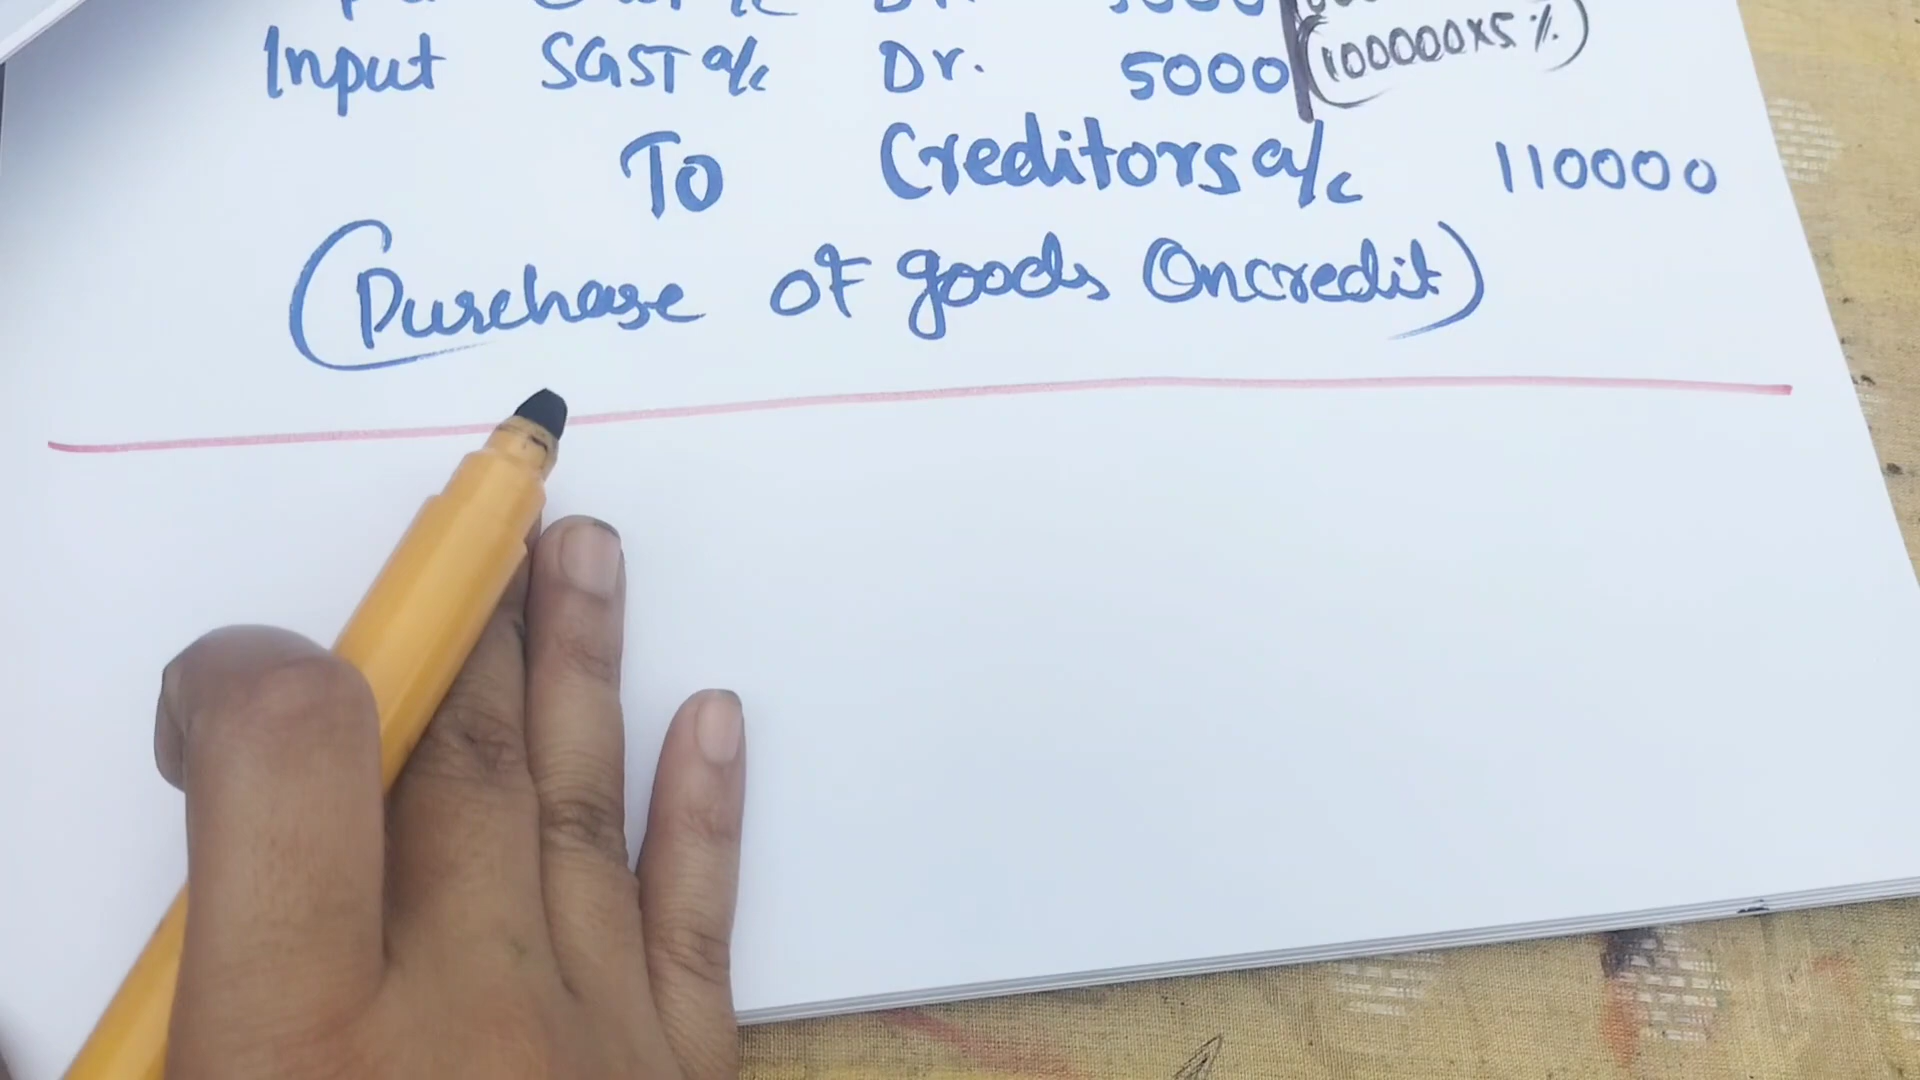 Input SGST a/c Dr. 5000 (100000x5%)
To Creditors a/c 110000
(Purchase of goods Oncredit)